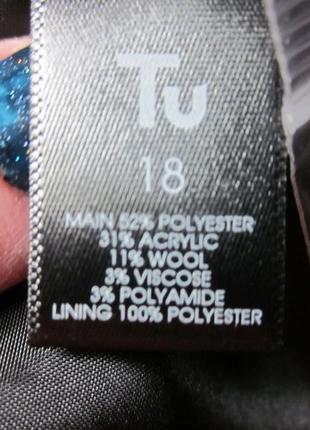 Tu
18
MAIN 52% POLYESTER
31% ACRYLIC
11% WOOL
3% VISCOSE
3% POLYAMIDE
LINING 100% POLYESTER